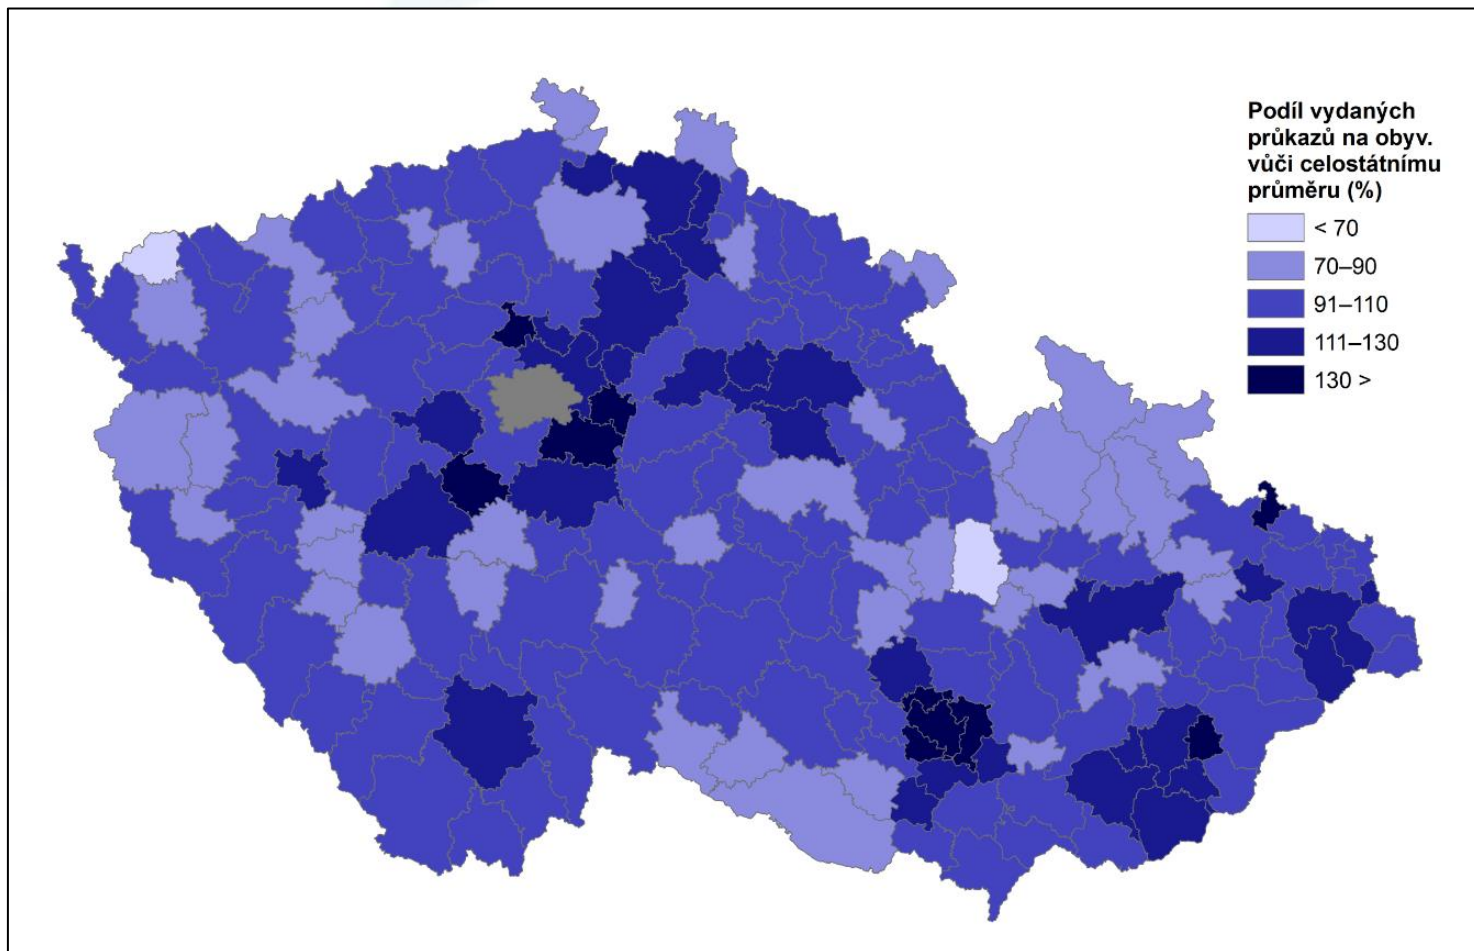 Podíl vydaných
průkazů na obyv.
vůči celostátnímu
průměru (%)
< 70
70–90
91–110
111–130
130 >